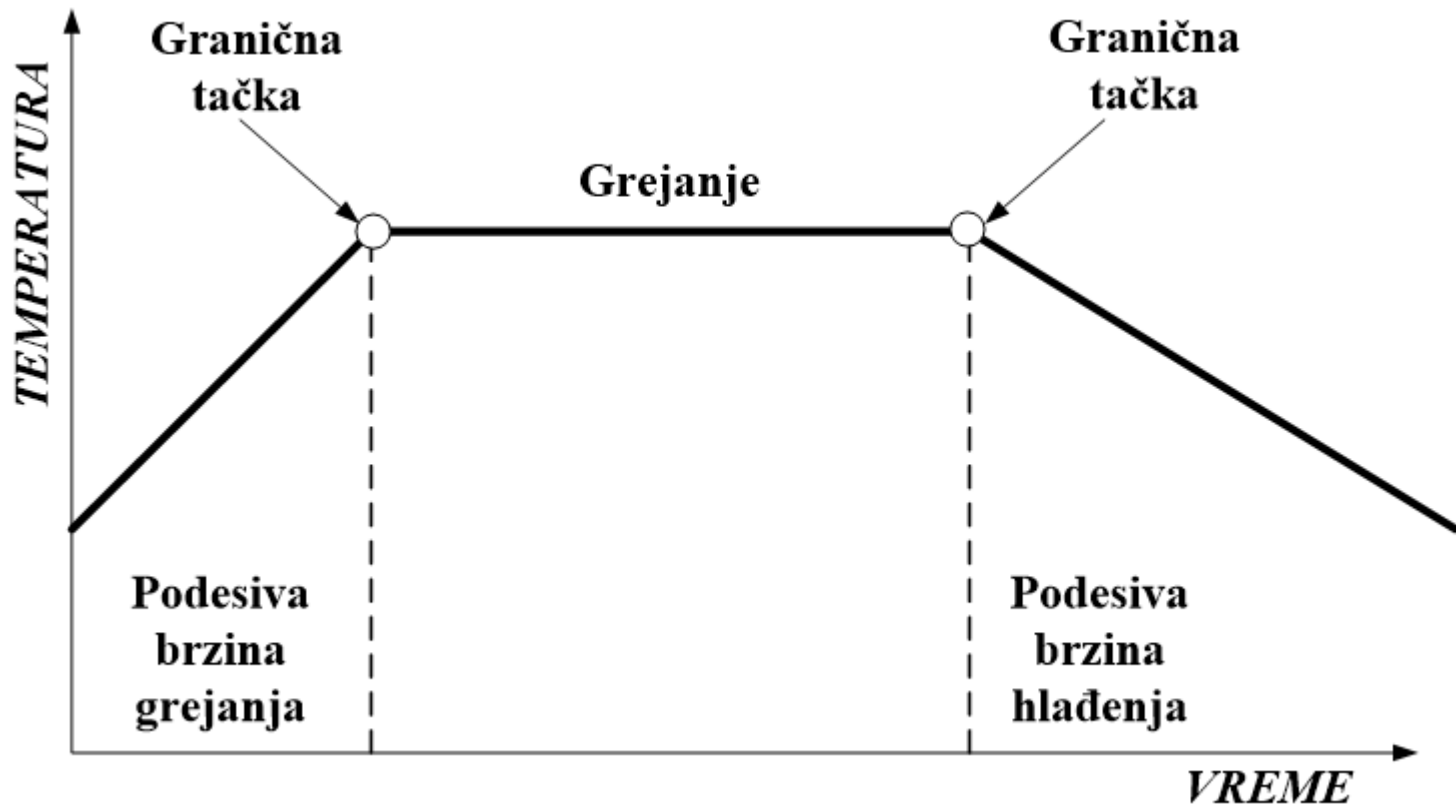 Granična
tačka
Granična
tačka
TEMPERATURA
Grejanje
Podesiva
brzina
grejanja
Podesiva
brzina
hlađenja
VREME